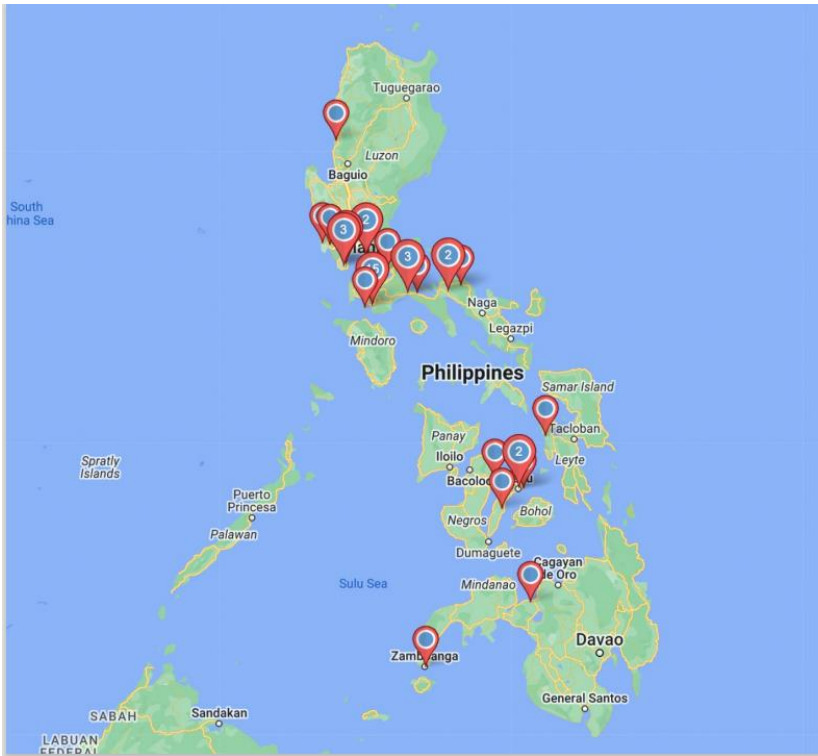 Tuguegarao
Luzon
Baguio
South
hina Sea
2
3
15
3
2
Naga
Legazpi
Mindoro
Philippines
Samar Island
Tacloban
Panay
Iloilo
Leyte
2
Bacolod
Spratly
Islands
Puerto
Princesa
Palawan
Negros
Bohol
Dumaguete
Cagayan
de Oro
Mindanao
Sulu Sea
Davao
General Santos
SABAH
Sandakan
LABUAN
FEDERAL